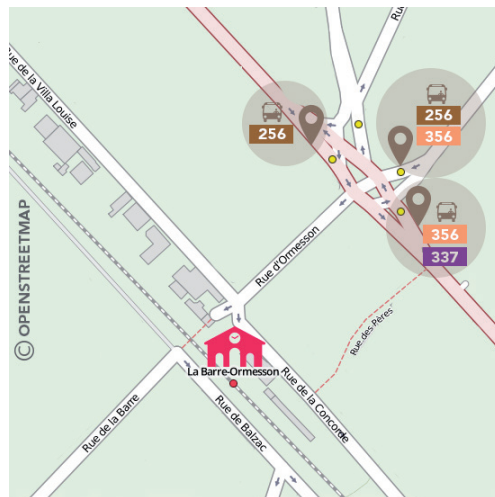 Ru
Rue de la Villa Louise
256
256
356
356
337
© OPENSTREETMAP
Rue d'Ormesson
Rue des Pères
La Barre-Ormesson
Rue de la Concorde
Rue de la Barre
Rue de Balzac